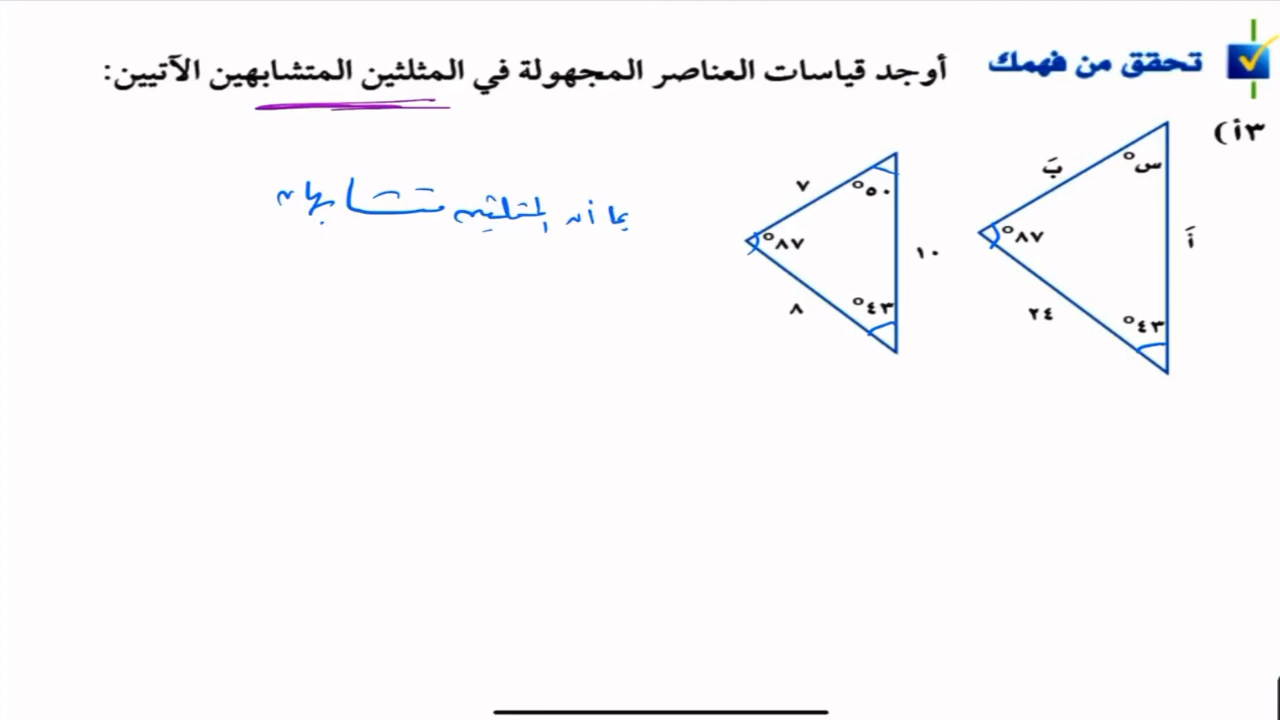 تحقق من فهمك
أوجد قياسات العناصر المجهولة في المثلثين المتشابهين الآتيين:
٣أ)
س°
بَ
°٨٧
أَ
٢٤
°٤٣
٧
°٥٠
°٨٧
١٠
٨
°٤٣
بما أن المثلثين متشابهان